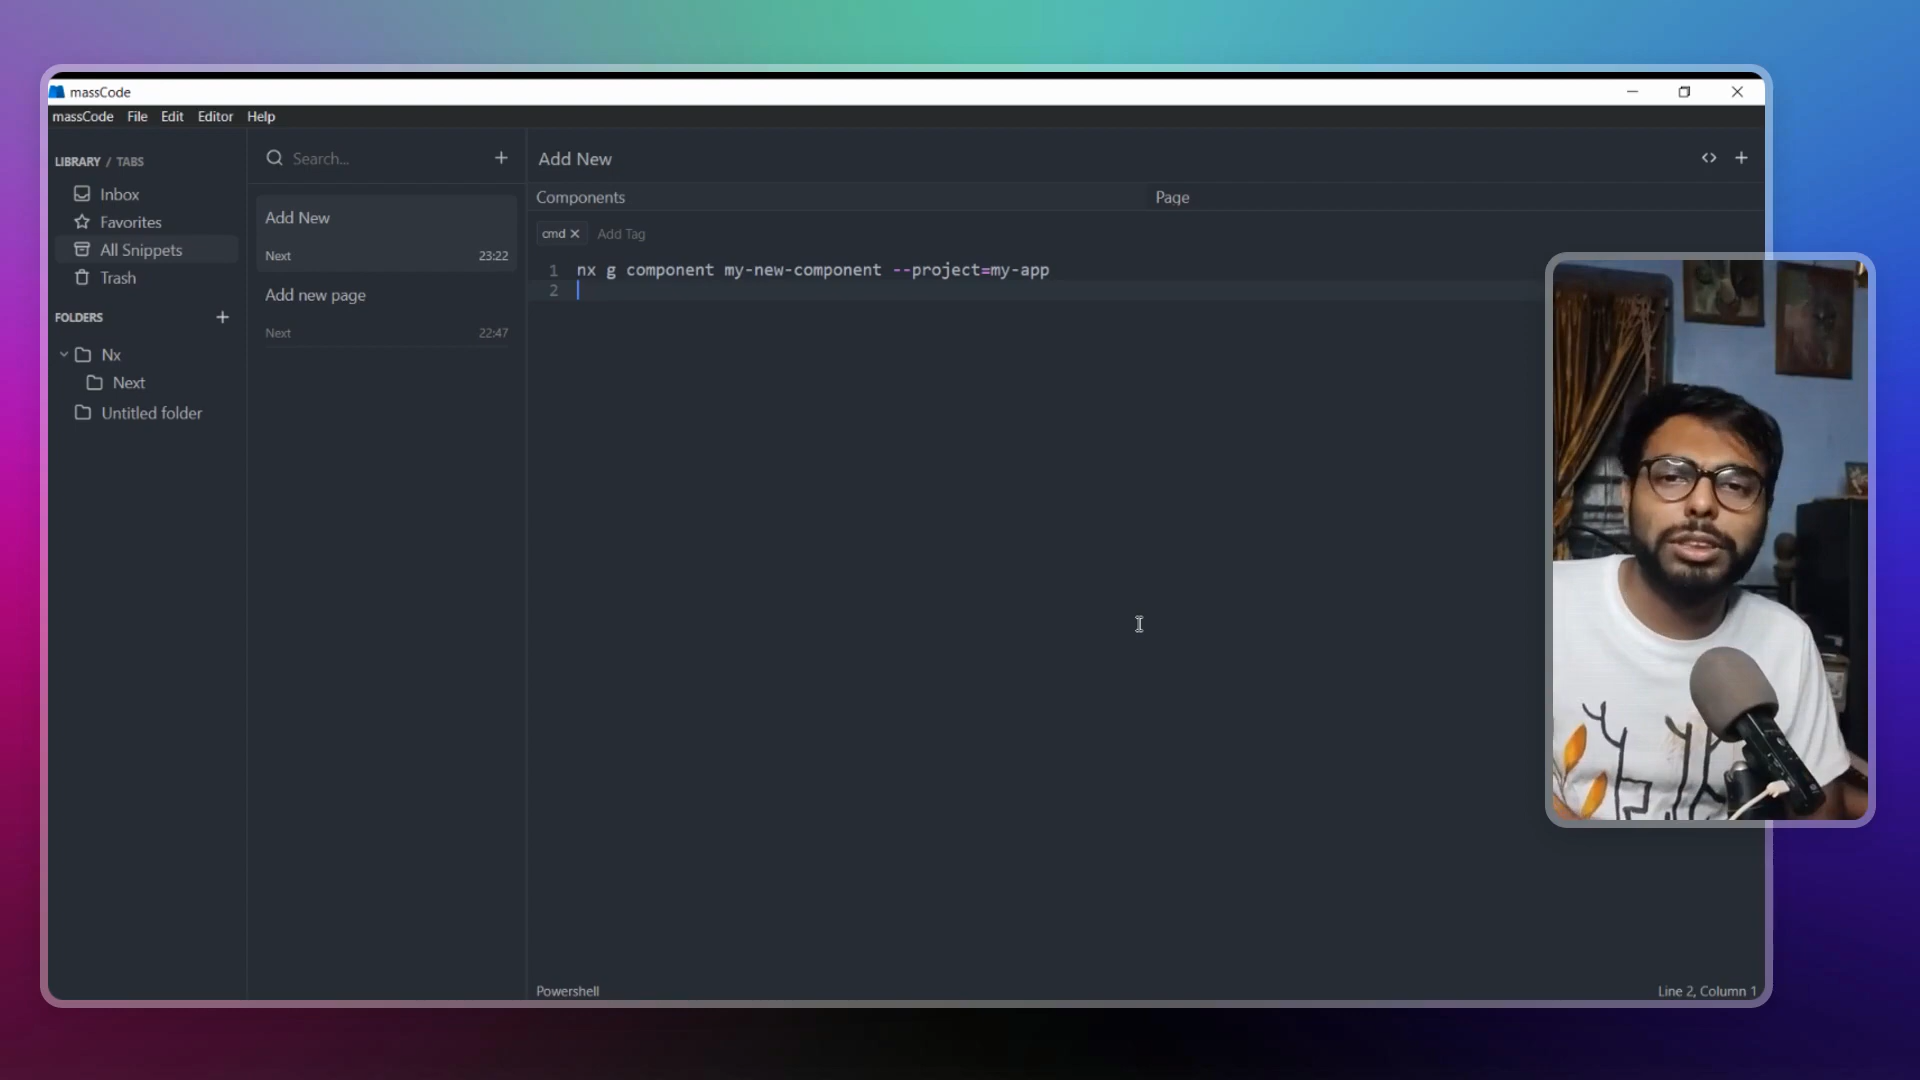 massCode
massCode File Edit Editor Help
LIBRARY / TABS
Inbox
Favorites
All Snippets
Trash
FOLDERS
Nx
Next
Untitled folder
Search...
Add New
Next 23:22
Add new page
Next 22:47
Add New
Components Page
cmd Add Tag
1 nx g component my-new-component --project=my-app
2
Powershell
Line 2, Column 1